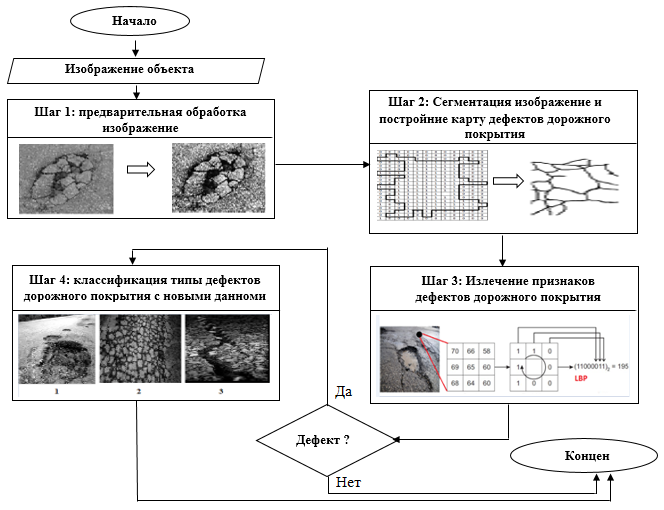 Начало
Изображение объекта
Шаг 1: предварительная обработка
изображение
Шаг 2: Сегментация изображение и
постройние карту дефектов дорожного
покрытия
Шаг 3: Излечение признаков
дефектов дорожного покрытия
70 66 58
69 65 60
68 64 60
1 1 0
1 0
1 0 0
(11000011)₂ = 195
LBP
Шаг 4: классификация типы дефектов
дорожного покрытия с новыми данноми
1 2 3
Да
Дефект ?
Нет
Концен